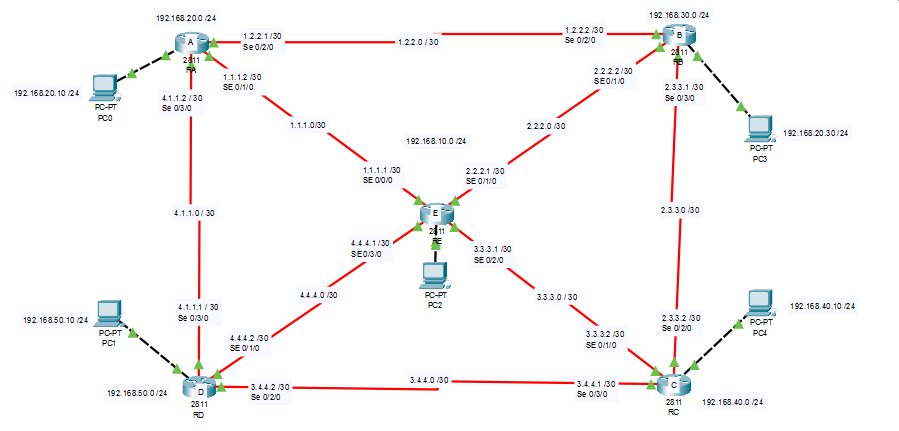 192.168.20.0 /24
192.168.30.0 /24
1.2.2.1 /30
Se 0/2/0
1.2.2.0 / 30
1.2.2.2 /30
Se 0/2/0
A
2811
RA
B
2811
1.1.1.2 /30
SE 0/1/0
2.2.2.2 /30
SE 0/1/0
2.3.3.1 /30
Se 0/3/0
192.168.20.10 /24
PC-PT
PC0
4.1.1.2 / 30
Se 0/3/0
1.1.1.0/30
2.2.2.0 /30
192.168.10.0 /24
192.168.20.30 /24
PC-PT
PC3
1.1.1.1 /30
SE 0/0/0
2.2.2.1 /30
SE 0/1/0
4.1.1.0 / 30
E
2811
RE
2.3.3.0 /30
4.4.4.1 /30
SE 0/3/0
3.3.3.1 /30
SE 0/2/0
PC-PT
PC2
4.4.4.0 / 30
3.3.3.0 / 30
192.168.50.10 /24
PC-PT
PC1
4.1.1.1 / 30
Se 0/3/0
192.168.40.10 /24
PC-PT
PC4
2.3.3.2 /30
Se 0/2/0
4.4.4.2 /30
SE 0/1/0
3.3.3.2 /30
SE 0/1/0
192.168.50.0 /24
D
2811
RD
3.4.4.2 /30
Se 0/2/0
3.4.4.0 /30
3.4.4.1 /30
Se 0/3/0
C
2811
RC
192.168.40.0 /24